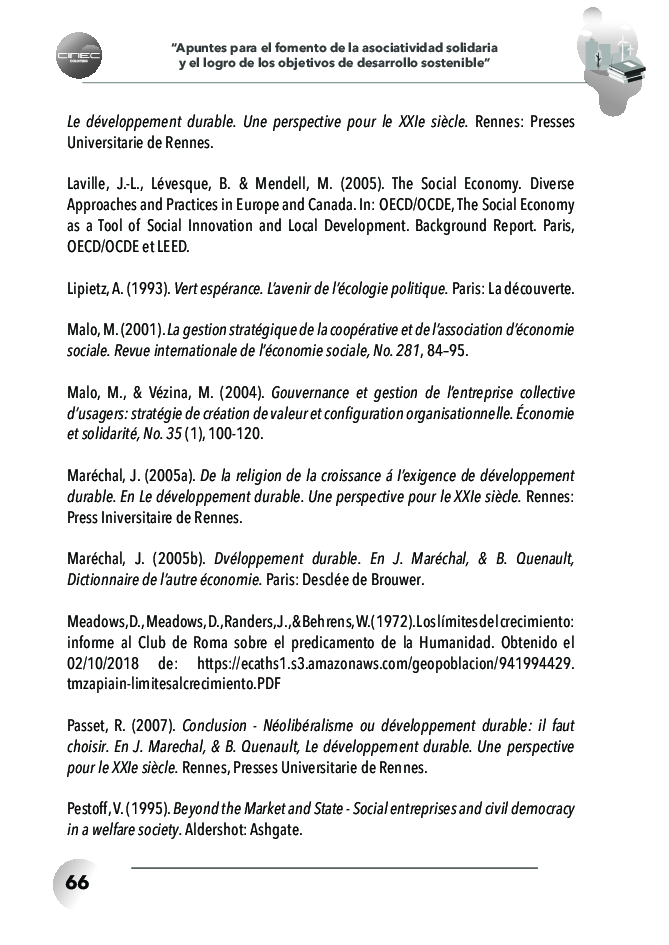 CINEC
COLOMBIA
“Apuntes para el fomento de la asociatividad solidaria
y el logro de los objetivos de desarrollo sostenible”
Le développement durable. Une perspective pour le XXIe siècle. Rennes: Presses
Universitarie de Rennes.
Laville, J.-L., Lévesque, B. & Mendell, M. (2005). The Social Economy. Diverse
Approaches and Practices in Europe and Canada. In: OECD/OCDE, The Social Economy
as a Tool of Social Innovation and Local Development. Background Report. Paris,
OECD/OCDE et LEED.
Lipietz, A. (1993). Vert espérance. L’avenir de l’écologie politique. Paris: La découverte.
Malo, M. (2001). La gestion stratégique de la coopérative et de l’association d’économie
sociale. Revue internationale de l’économie sociale, No. 281, 84–95.
Malo, M., & Vézina, M. (2004). Gouvernance et gestion de l’entreprise collective
d’usagers: stratégie de création de valeur et configuration organisationnelle. Économie
et solidarité, No. 35 (1), 100-120.
Maréchal, J. (2005a). De la religion de la croissance á l’exigence de développement
durable. En Le développement durable. Une perspective pour le XXIe siècle. Rennes:
Press Iniversitaire de Rennes.
Maréchal, J. (2005b). Dvéloppement durable. En J. Maréchal, & B. Quenault,
Dictionnaire de l’autre économie. Paris: Desclée de Brouwer.
Meadows, D., Meadows, D., Randers, J., & Behrens, W. (1972). Los límites del crecimiento:
informe al Club de Roma sobre el predicamento de la Humanidad. Obtenido el
02/10/2018 de: https://ecaths1.s3.amazonaws.com/geopoblacion/941994429.
tmzapiain-limitesalcrecimiento.PDF
Passet, R. (2007). Conclusion - Néolibéralisme ou développement durable: il faut
choisir. En J. Marechal, & B. Quenault, Le développement durable. Une perspective
pour le XXIe siècle. Rennes, Presses Universitarie de Rennes.
Pestoff, V. (1995). Beyond the Market and State - Social entreprises and civil democracy
in a welfare society. Aldershot: Ashgate.
66